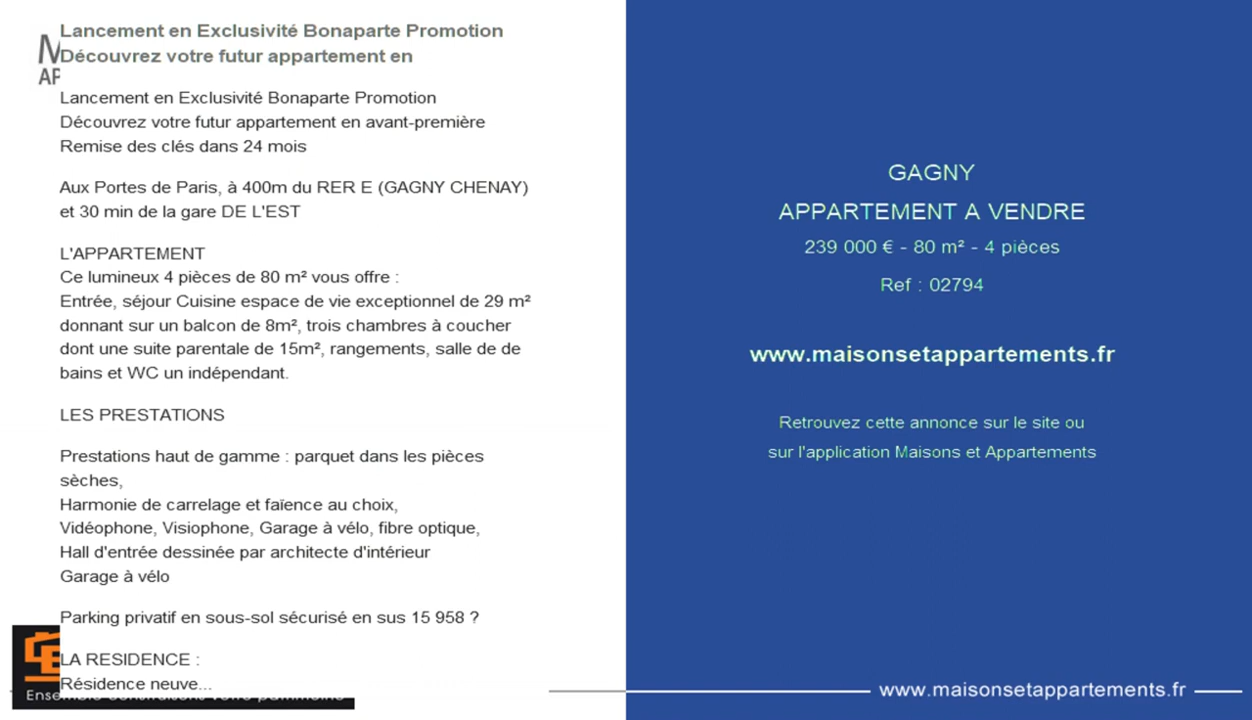 Lancement en Exclusivité Bonaparte Promotion
Découvrez votre futur appartement en
Lancement en Exclusivité Bonaparte Promotion
Découvrez votre futur appartement en avant-première
Remise des clés dans 24 mois
Aux Portes de Paris, à 400m du RER E (GAGNY CHENAY)
et 30 min de la gare DE L'EST
L'APPARTEMENT
Ce lumineux 4 pièces de 80 m² vous offre :
Entrée, séjour Cuisine espace de vie exceptionnel de 29 m²
donnant sur un balcon de 8m², trois chambres à coucher
dont une suite parentale de 15m², rangements, salle de de
bains et WC un indépendant.
LES PRESTATIONS
Prestations haut de gamme : parquet dans les pièces
sèches,
Harmonie de carrelage et faïence au choix,
Vidéophone, Visiophone, Garage à vélo, fibre optique,
Hall d'entrée dessinée par architecte d'intérieur
Garage à vélo
Parking privatif en sous-sol sécurisé en sus 15 958 ?
LA RESIDENCE :
Résidence neuve...
GAGNY
APPARTEMENT A VENDRE
239 000 € - 80 m² - 4 pièces
Ref : 02794
www.maisonsetappartements.fr
Retrouvez cette annonce sur le site ou
sur l'application Maisons et Appartements
www.maisonsetappartements.fr